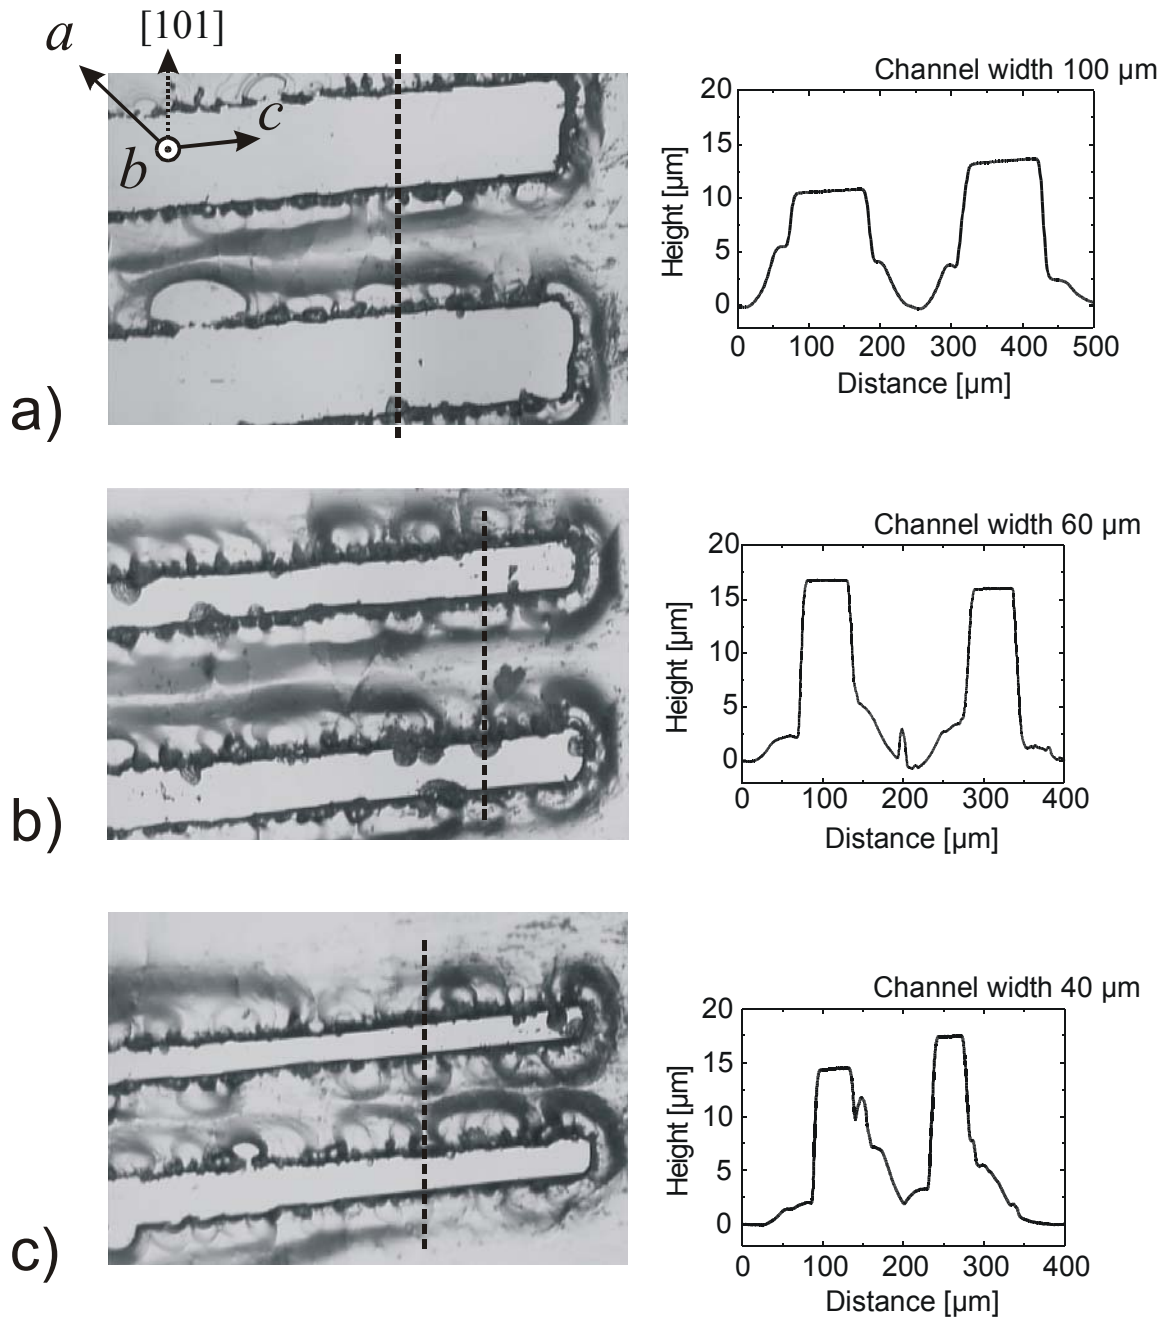 a
[101]
c
b
a)
Channel width 100 µm
20
15
10
5
0
Height [µm]
0 100 200 300 400 500
Distance [µm]
b)
Channel width 60 µm
20
15
10
5
0
Height [µm]
0 100 200 300 400
Distance [µm]
c)
Channel width 40 µm
20
15
10
5
0
Height [µm]
0 100 200 300 400
Distance [µm]